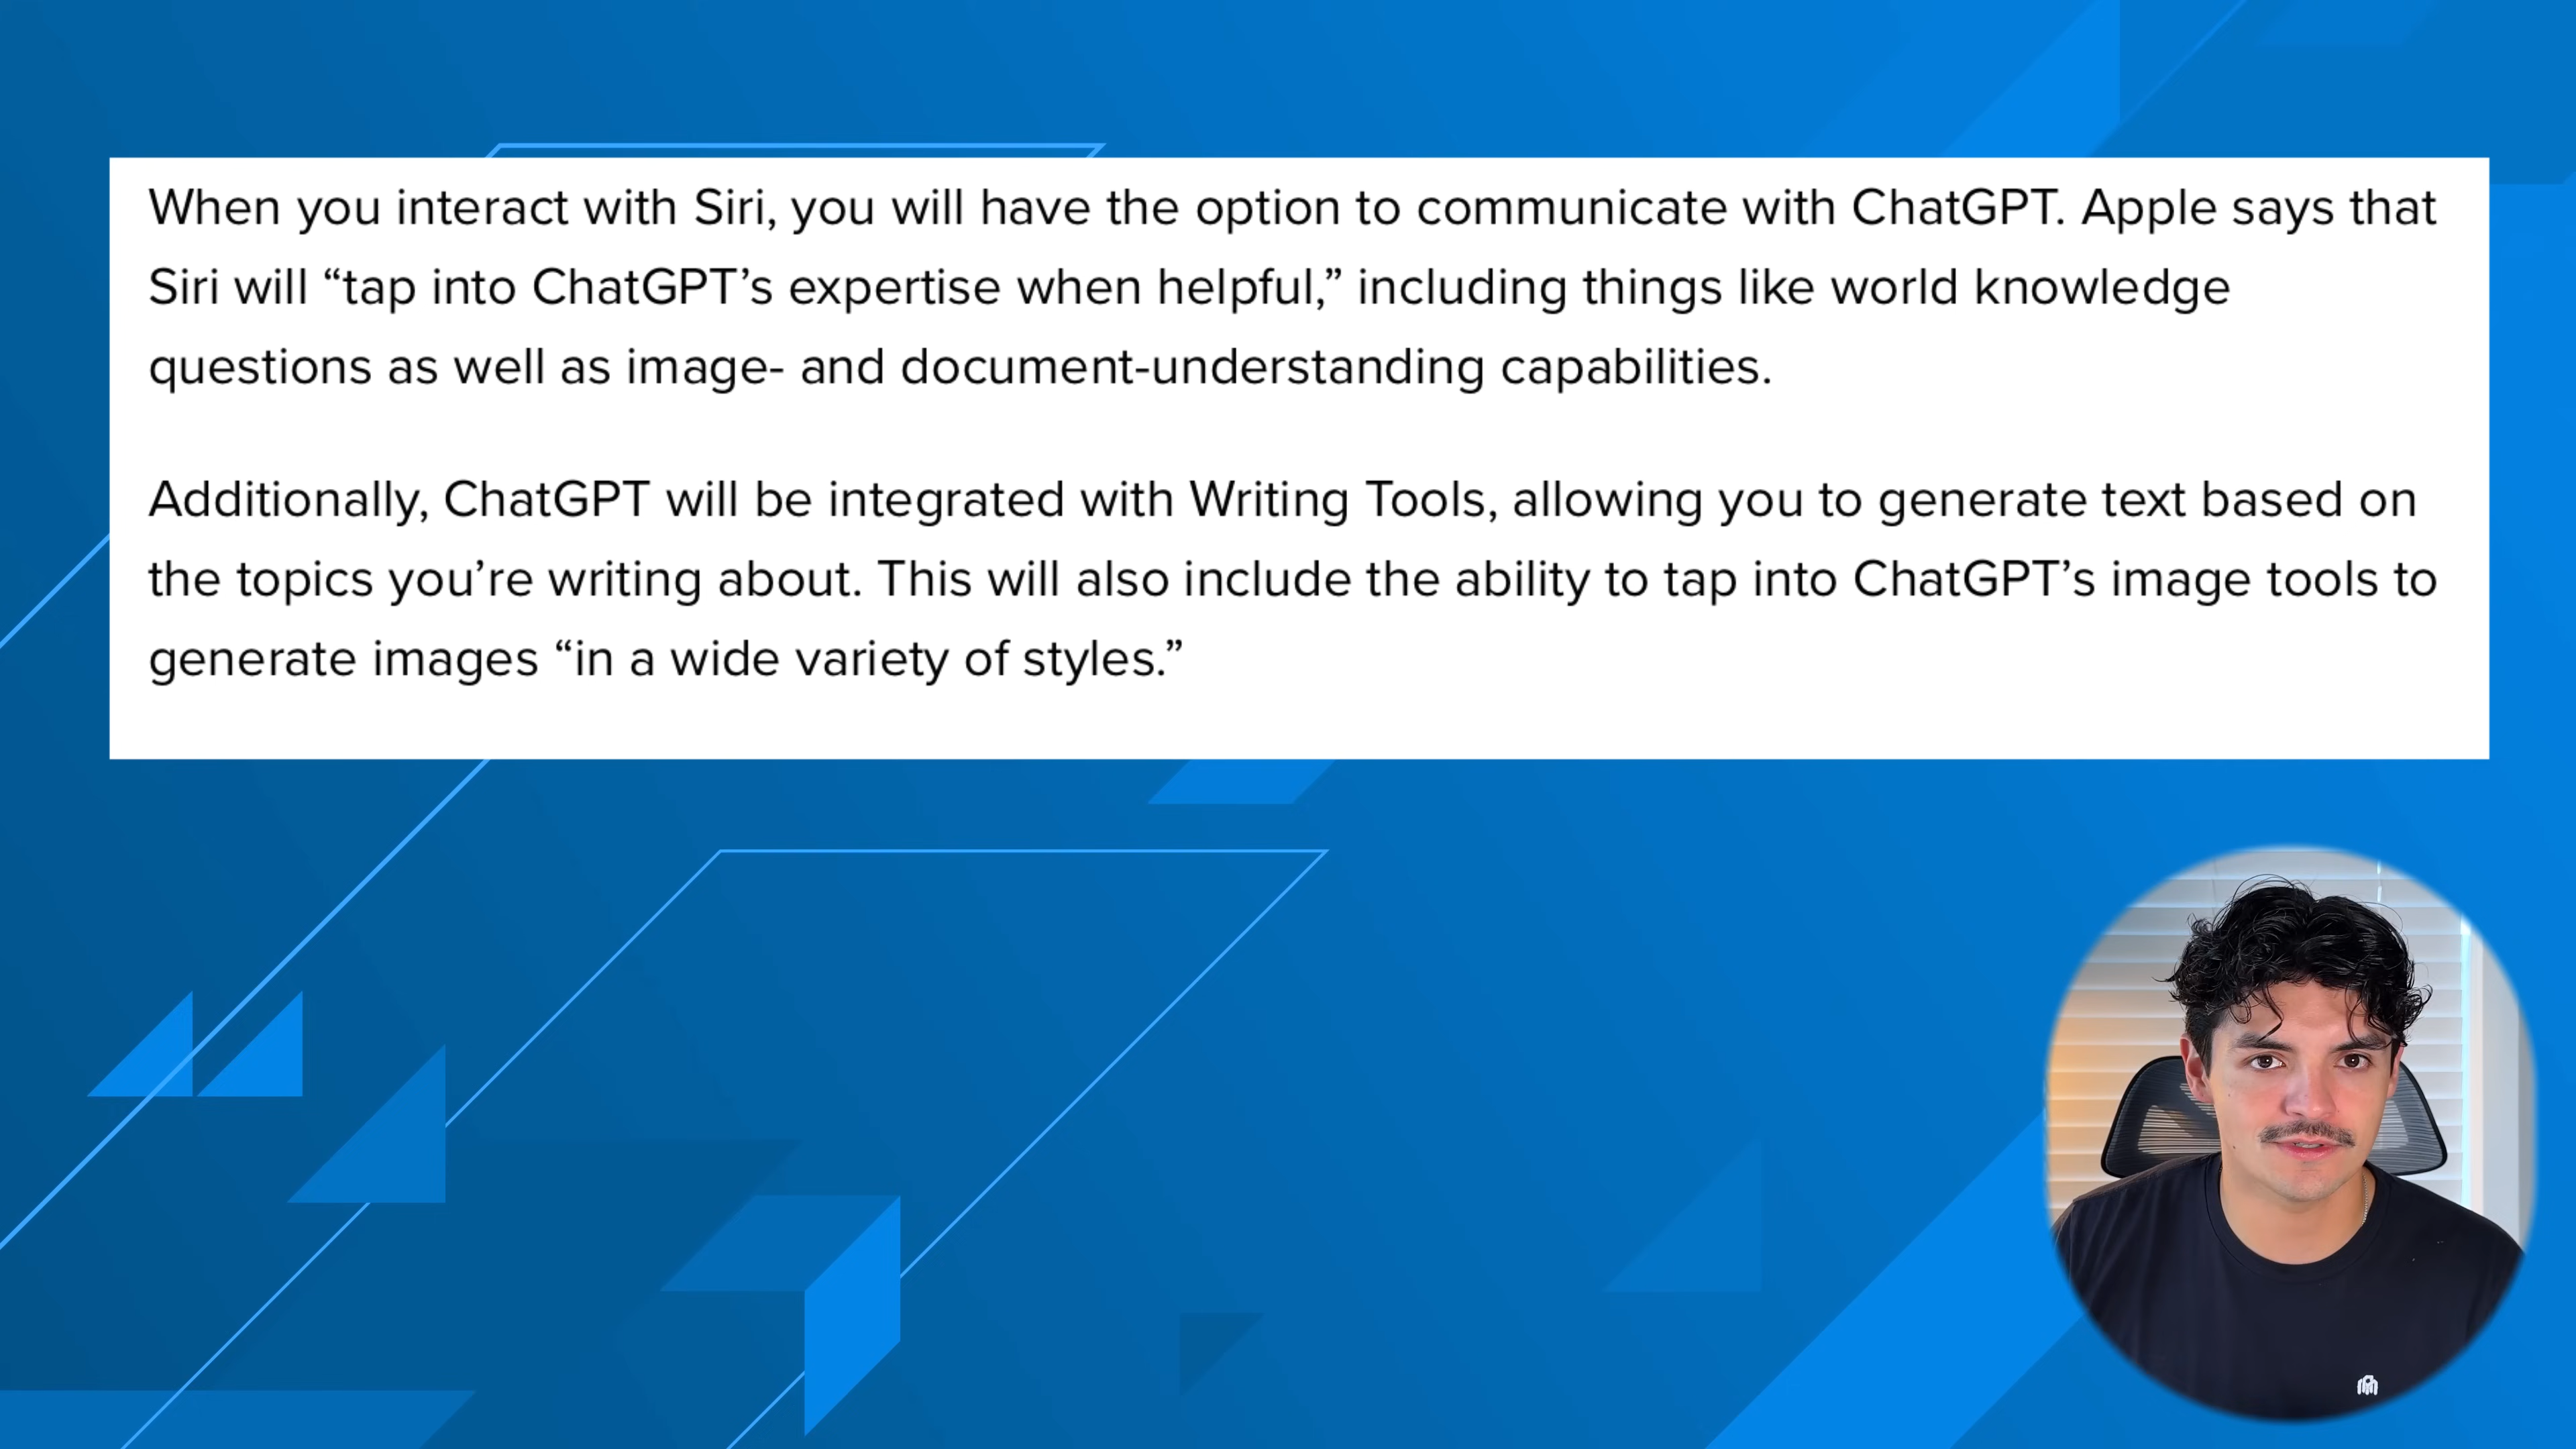 When you interact with Siri, you will have the option to communicate with ChatGPT. Apple says that
Siri will “tap into ChatGPT’s expertise when helpful,” including things like world knowledge
questions as well as image- and document-understanding capabilities.
Additionally, ChatGPT will be integrated with Writing Tools, allowing you to generate text based on
the topics you’re writing about. This will also include the ability to tap into ChatGPT’s image tools to
generate images “in a wide variety of styles.”